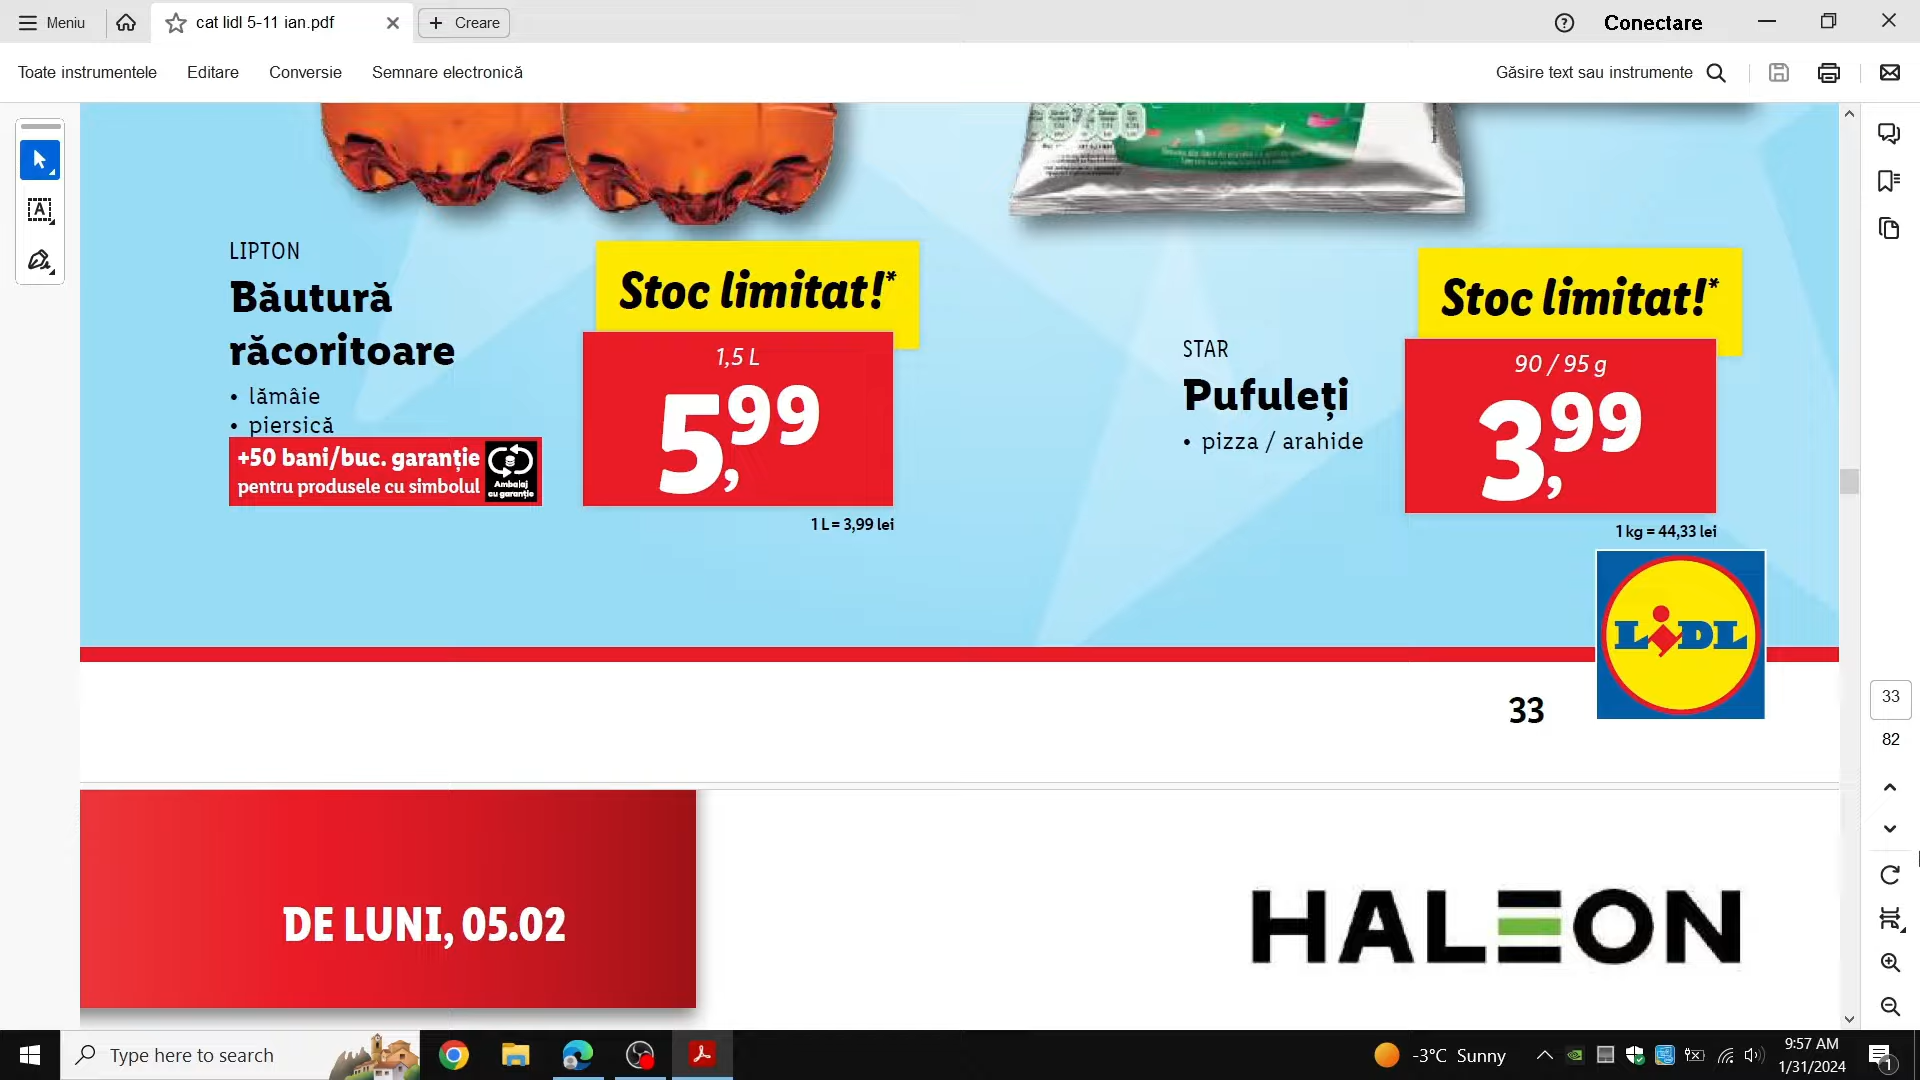 Meniu
cat lidl 5-11 ian.pdf
Creare
Conectare
Toate instrumentele
Editare
Conversie
Semnare electronică
Găsire text sau instrumente
LIPTON
Băutură
răcoritoare
• lămâie
• piersică
+50 bani/buc. garanție
pentru produsele cu simbolul
Ambalaj
cu garanție
Stoc limitat!*
1,5 L
5,99
1 L = 3,99 lei
STAR
Pufuleți
• pizza / arahide
Stoc limitat!*
90 / 95 g
3,99
1 kg = 44,33 lei
LIDL
33
33
82
DE LUNI, 05.02
HALEON
Type here to search
-3°C Sunny
9:57 AM
1/31/2024
1